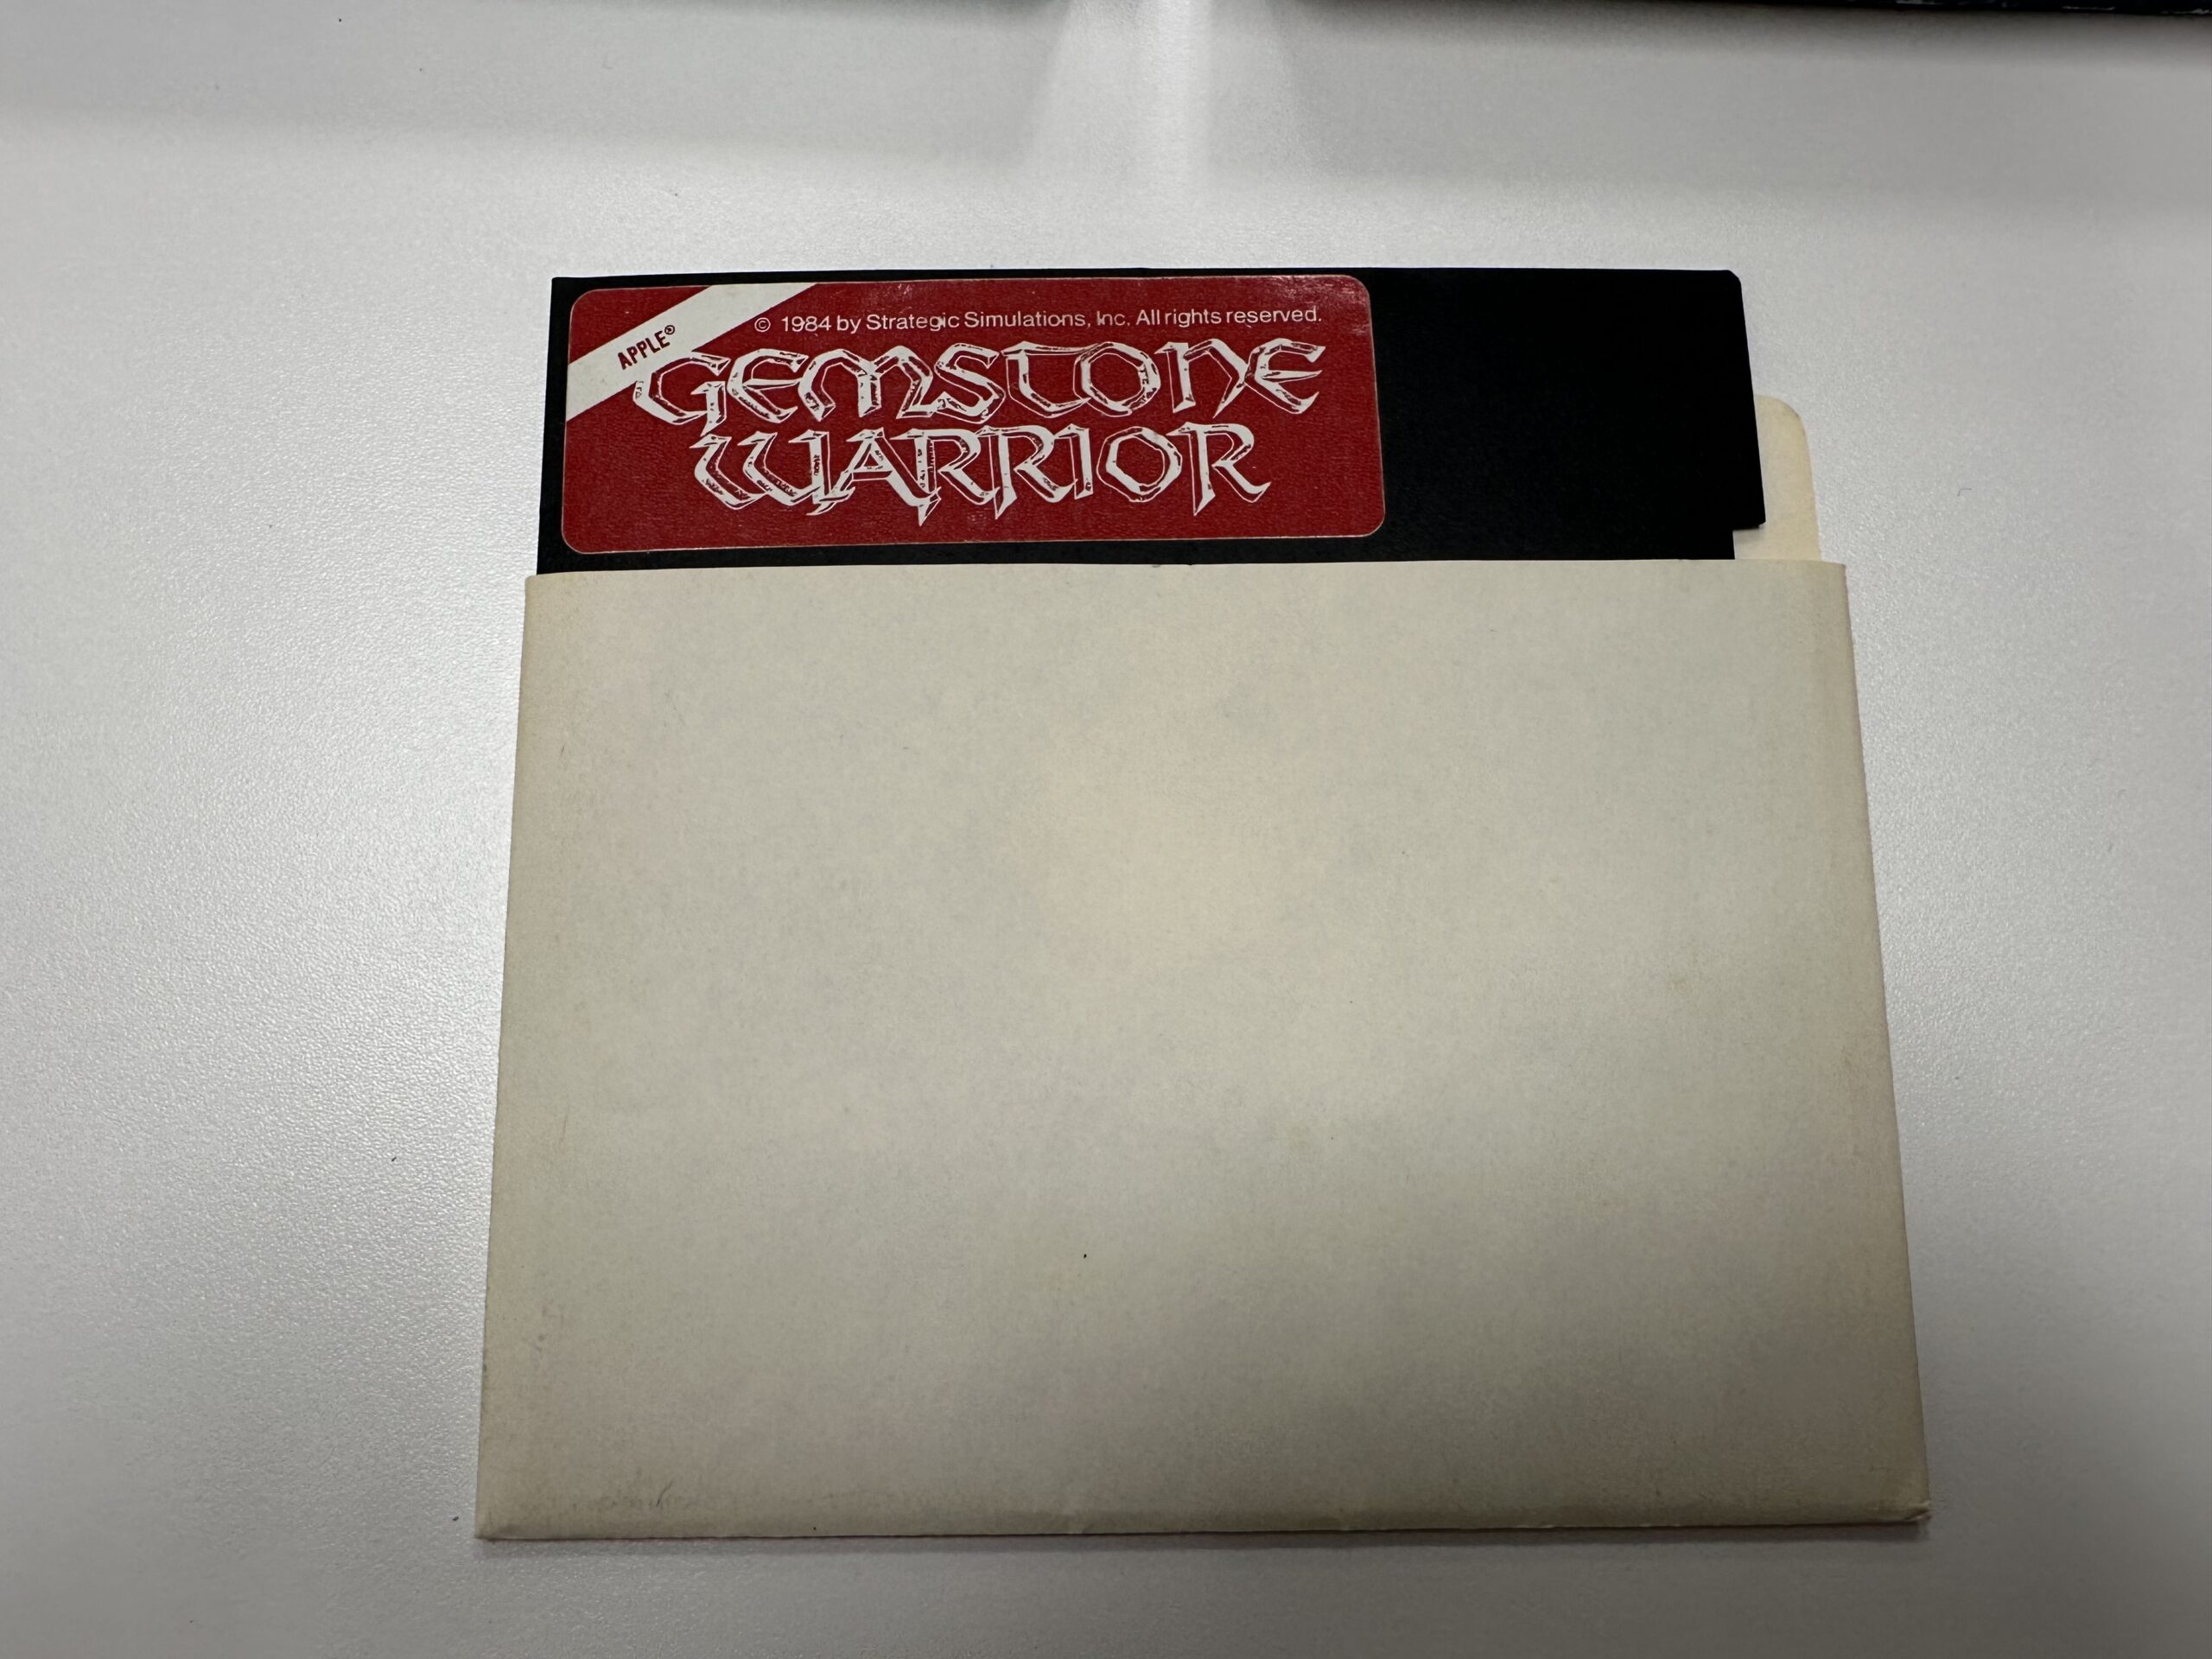 APPLE®
© 1984 by Strategic Simulations, Inc. All rights reserved.
GEMSTONE
WARRIOR